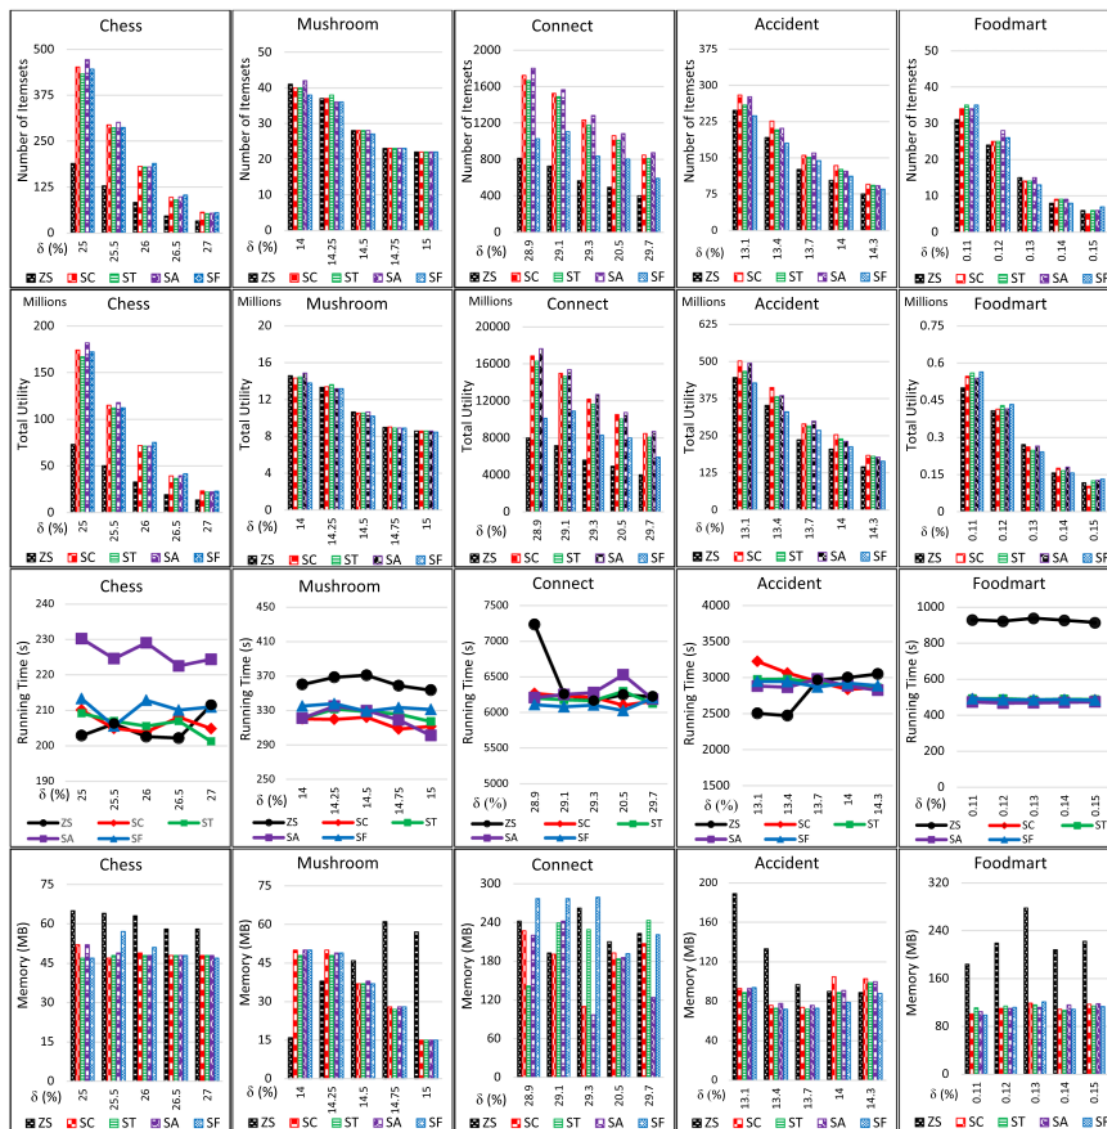 Chess
Number of Itemsets
500
375
250
125
0
δ (%)
25
25.5
26
26.5
27
ZS SC ST SA SF
Mushroom
Number of Itemsets
50
40
30
20
10
0
δ (%)
14
14.25
14.5
14.75
15
ZS SC ST SA SF
Connect
Number of Itemsets
2000
1600
1200
800
400
0
δ (%)
28.9
29.1
29.3
20.5
29.7
ZS SC ST SA SF
Accident
Number of Itemsets
375
300
225
150
75
0
δ (%)
13.1
13.4
13.7
14
14.3
ZS SC ST SA SF
Foodmart
Number of Itemsets
50
40
30
20
10
0
δ (%)
0.11
0.12
0.13
0.14
0.15
ZS SC ST SA SF
Millions
Chess
Total Utility
200
150
100
50
0
δ (%)
25
25.5
26
26.5
27
ZS SC ST SA SF
Millions
Mushroom
Total Utility
20
16
12
8
4
0
δ (%)
14
14.25
14.5
14.75
15
ZS SC ST SA SF
Millions
Connect
Total Utility
20000
16000
12000
8000
4000
0
δ (%)
28.9
29.1
29.3
20.5
29.7
ZS SC ST SA SF
Millions
Accident
Total Utility
625
500
375
250
125
0
δ (%)
13.1
13.4
13.7
14
14.3
ZS SC ST SA SF
Millions
Foodmart
Total Utility
0.75
0.6
0.45
0.3
0.15
0
δ (%)
0.11
0.12
0.13
0.14
0.15
ZS SC ST SA SF
Chess
Running Time (s)
240
230
220
210
200
190
δ (%)
25
25.5
26
26.5
27
ZS SC ST
SA SF
Mushroom
Running Time (s)
450
410
370
330
290
250
δ (%)
14
14.25
14.5
14.75
15
ZS SC ST
SA SF
Connect
Running Time (s)
7500
7000
6500
6000
5500
5000
δ (%)
28.9
29.1
29.3
20.5
29.7
ZS SC ST
SA SF
Accident
Running Time (s)
4000
3500
3000
2500
2000
1500
δ (%)
13.1
13.4
13.7
14
14.3
ZS SC ST
SA SF
Foodmart
Running Time (s)
1000
800
600
400
200
0
δ (%)
0.11
0.12
0.13
0.14
0.15
ZS SC ST
SA SF
Chess
Memory (MB)
75
60
45
30
15
0
δ (%)
25
25.5
26
26.5
27
ZS SC ST SA SF
Mushroom
Memory (MB)
75
60
45
30
15
0
δ (%)
14
14.25
14.5
14.75
15
ZS SC ST SA SF
Connect
Memory (MB)
300
240
180
120
60
0
δ (%)
28.9
29.1
29.3
20.5
29.7
ZS SC ST SA SF
Accident
Memory (MB)
200
160
120
80
40
0
δ (%)
13.1
13.4
13.7
14
14.3
ZS SC ST SA SF
Foodmart
Memory (MB)
320
240
160
80
0
δ (%)
0.11
0.12
0.13
0.14
0.15
ZS SC ST SA SF